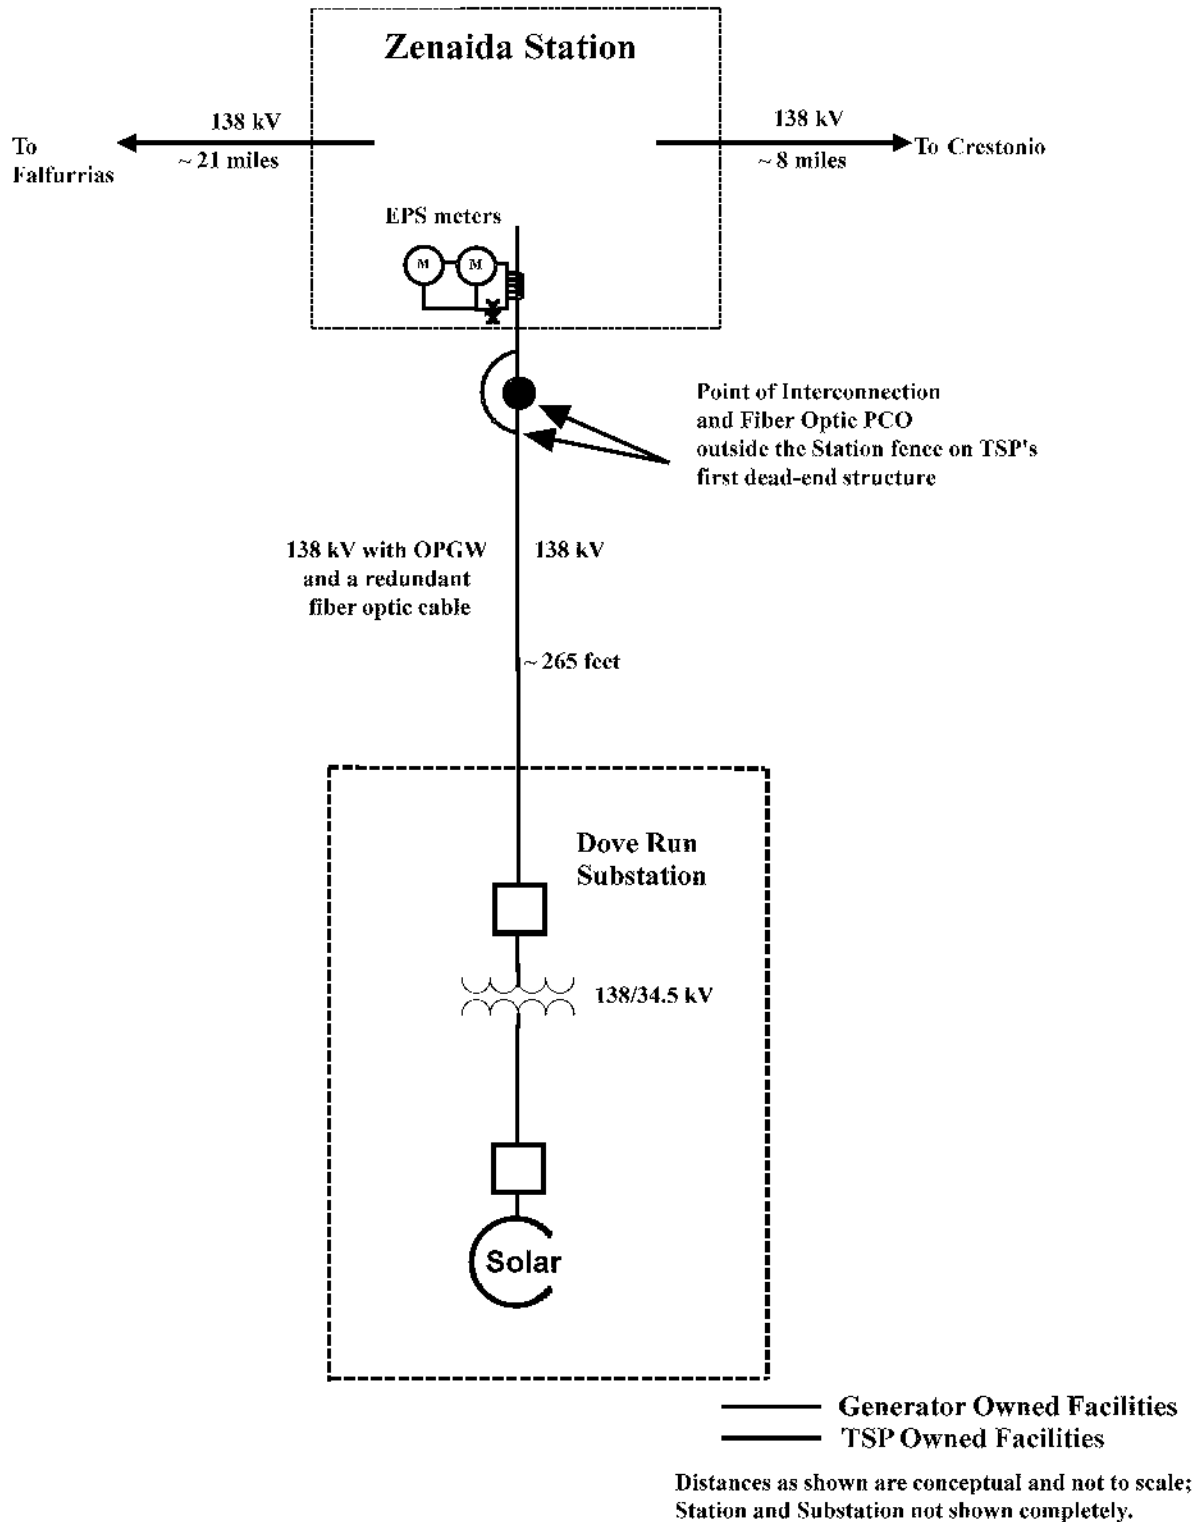 Zenaida Station
138 kV
~ 21 miles
To
Falfurrias
138 kV
~ 8 miles
To Crestonio
EPS meters
M
M
Point of Interconnection
and Fiber Optic PCO
outside the Station fence on TSP's
first dead-end structure
138 kV with OPGW
and a redundant
fiber optic cable
138 kV
~ 265 feet
Dove Run
Substation
138/34.5 kV
Solar
Generator Owned Facilities
TSP Owned Facilities
Distances as shown are conceptual and not to scale;
Station and Substation not shown completely.